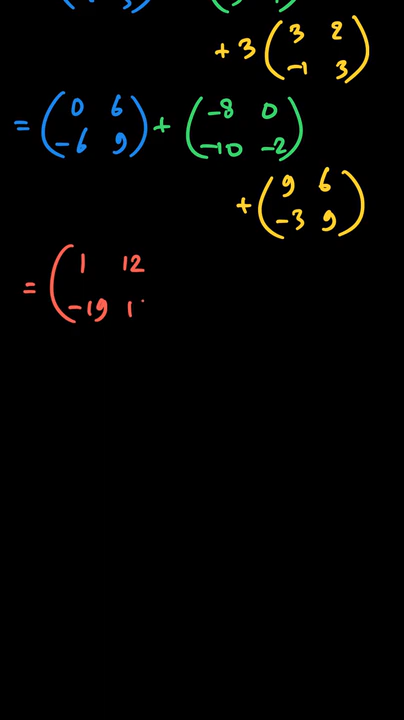 + 3 ( 3 2
-1 3 )
= ( 0 6
-6 9 ) + ( -8 0
-10 -2 )
+ ( 9 6
-3 9 )
= ( 1 12
-19 1